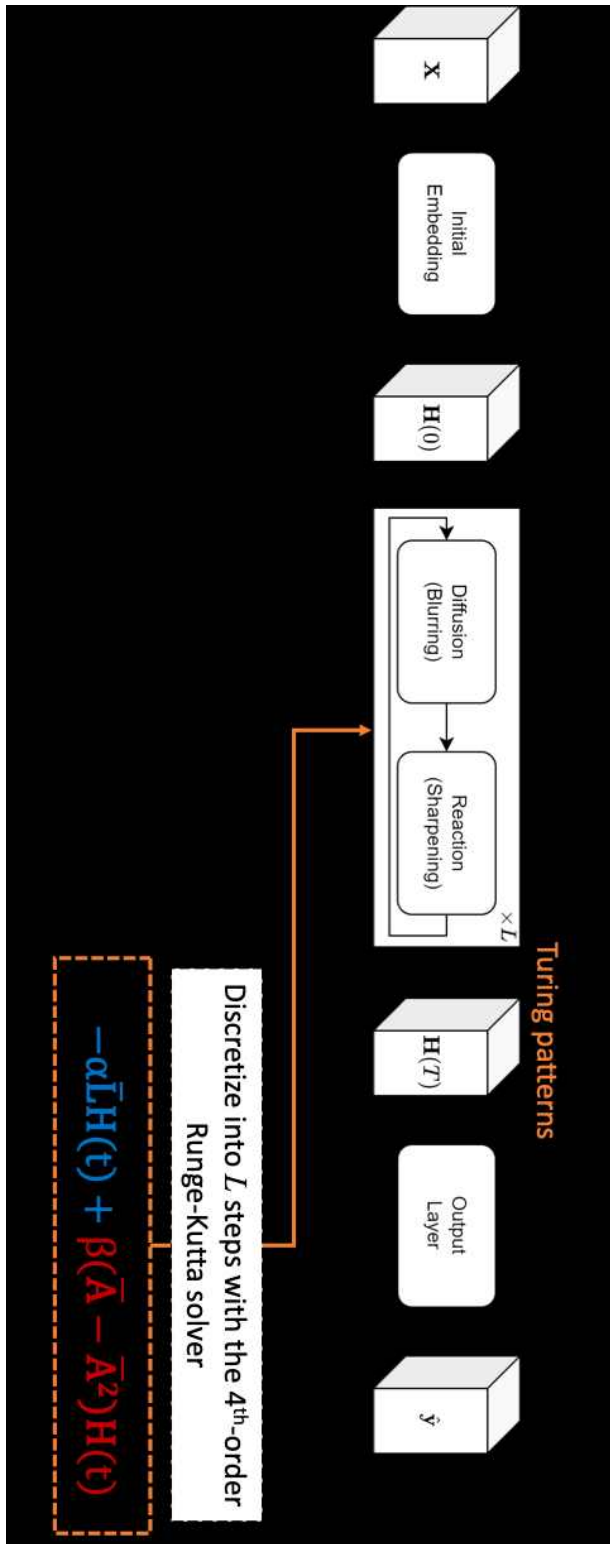 X
Initial
Embedding
H(0)
Diffusion
(Blurring)
Reaction
(Sharpening)
×L
Turing patterns
H(T)
Output
Layer
ŷ
Discretize into L steps with the 4th-order
Runge-Kutta solver
−αL̄H(t) + β(Ā − Ā²)H(t)